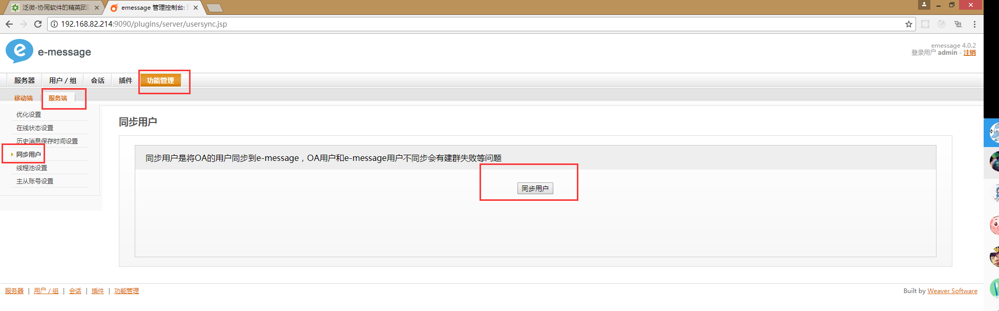 泛微-协同软件的精英团
emessage 管理控制台:
192.168.82.214:9090/plugins/server/usersync.jsp
e-message
emessage 4.0.2
登录用户 admin - 注销
服务器 用户 / 组 会话 插件 功能管理
移动端 服务端
优化设置
在线状态设置
历史消息保存时间设置
同步用户
线程池设置
主从账号设置
同步用户
同步用户是将OA的用户同步到e-message，OA用户和e-message用户不同步会有建群失败等问题
同步用户
服务器 | 用户 / 组 | 会话 | 插件 | 功能管理
Built by Weaver Software